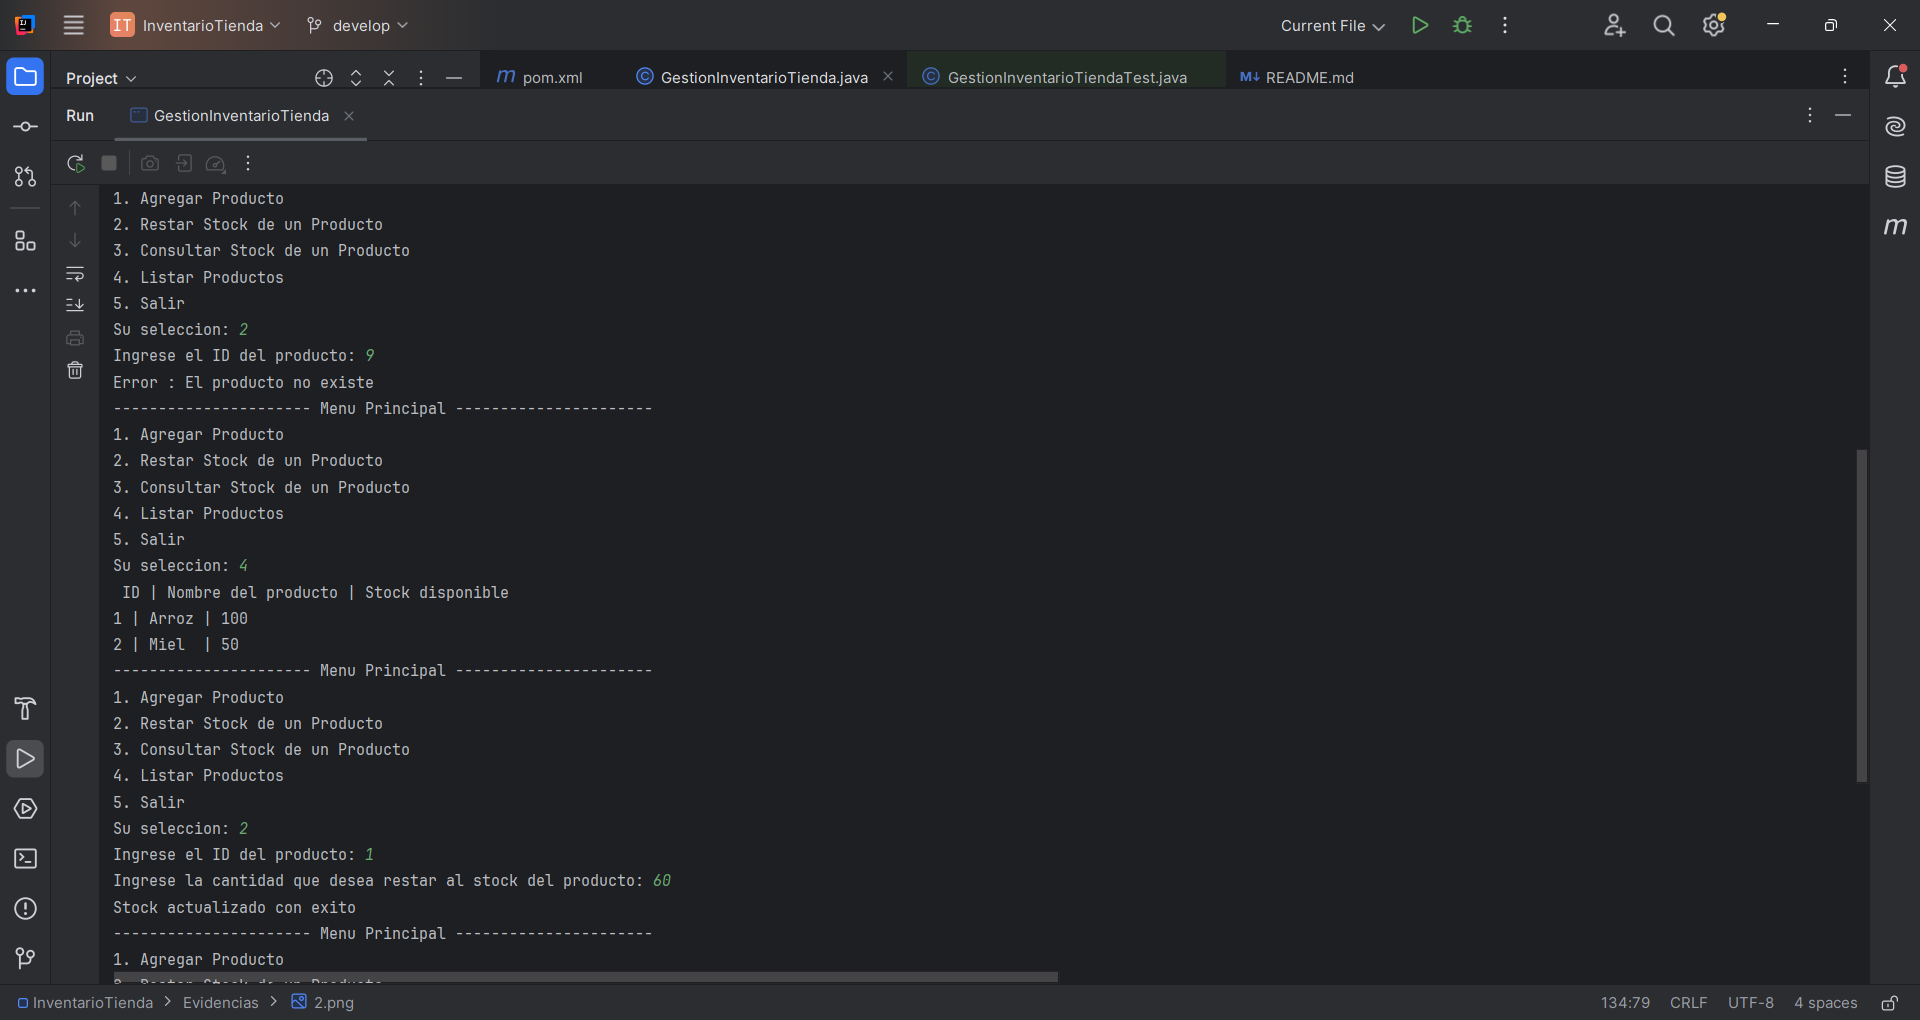 IT InventarioTienda develop Current File
Project pom.xml GestionInventarioTienda.java GestionInventarioTiendaTest.java README.md
Run GestionInventarioTienda
1. Agregar Producto
2. Restar Stock de un Producto
3. Consultar Stock de un Producto
4. Listar Productos
5. Salir
Su seleccion: 2
Ingrese el ID del producto: 9
Error : El producto no existe
---------------------- Menu Principal ----------------------
1. Agregar Producto
2. Restar Stock de un Producto
3. Consultar Stock de un Producto
4. Listar Productos
5. Salir
Su seleccion: 4
 ID | Nombre del producto | Stock disponible
1 | Arroz | 100
2 | Miel  | 50
---------------------- Menu Principal ----------------------
1. Agregar Producto
2. Restar Stock de un Producto
3. Consultar Stock de un Producto
4. Listar Productos
5. Salir
Su seleccion: 2
Ingrese el ID del producto: 1
Ingrese la cantidad que desea restar al stock del producto: 60
Stock actualizado con exito
---------------------- Menu Principal ----------------------
1. Agregar Producto
2. Restar Stock de un Producto
InventarioTienda > Evidencias > 2.png 134:79 CRLF UTF-8 4 spaces